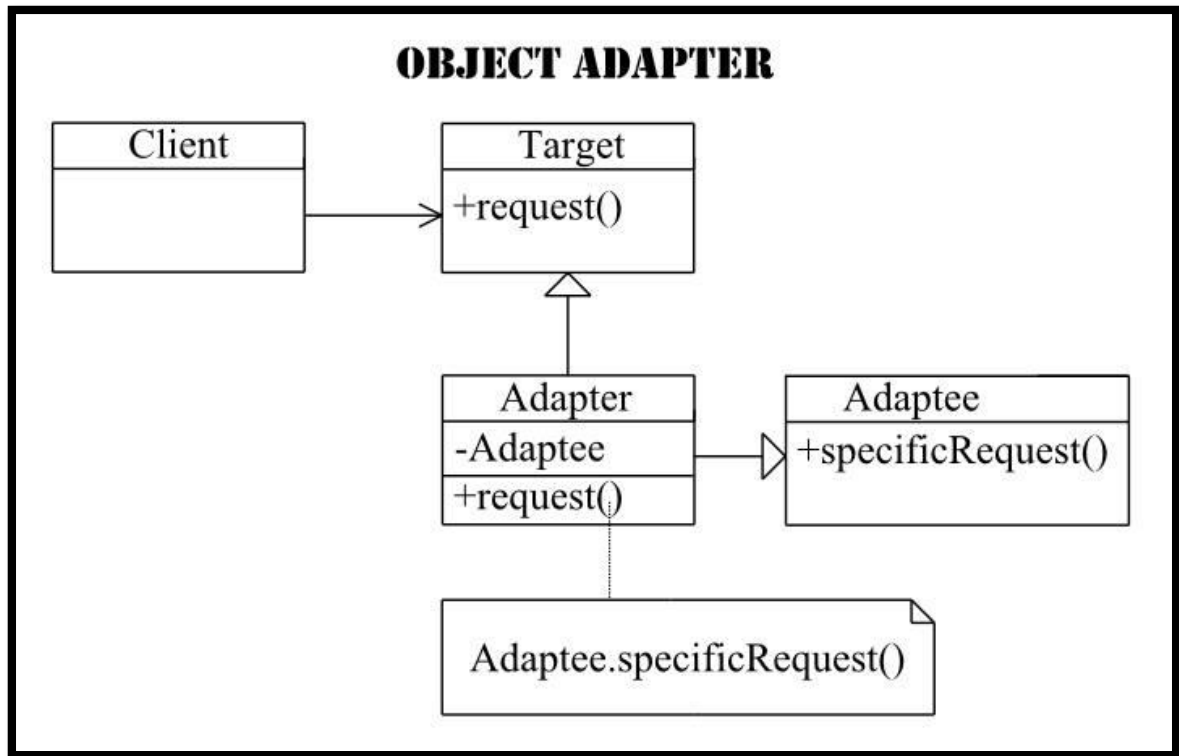 OBJECT ADAPTER
Client
Target
+request()
Adapter
-Adaptee
+request()
Adaptee
+specificRequest()
Adaptee.specificRequest()